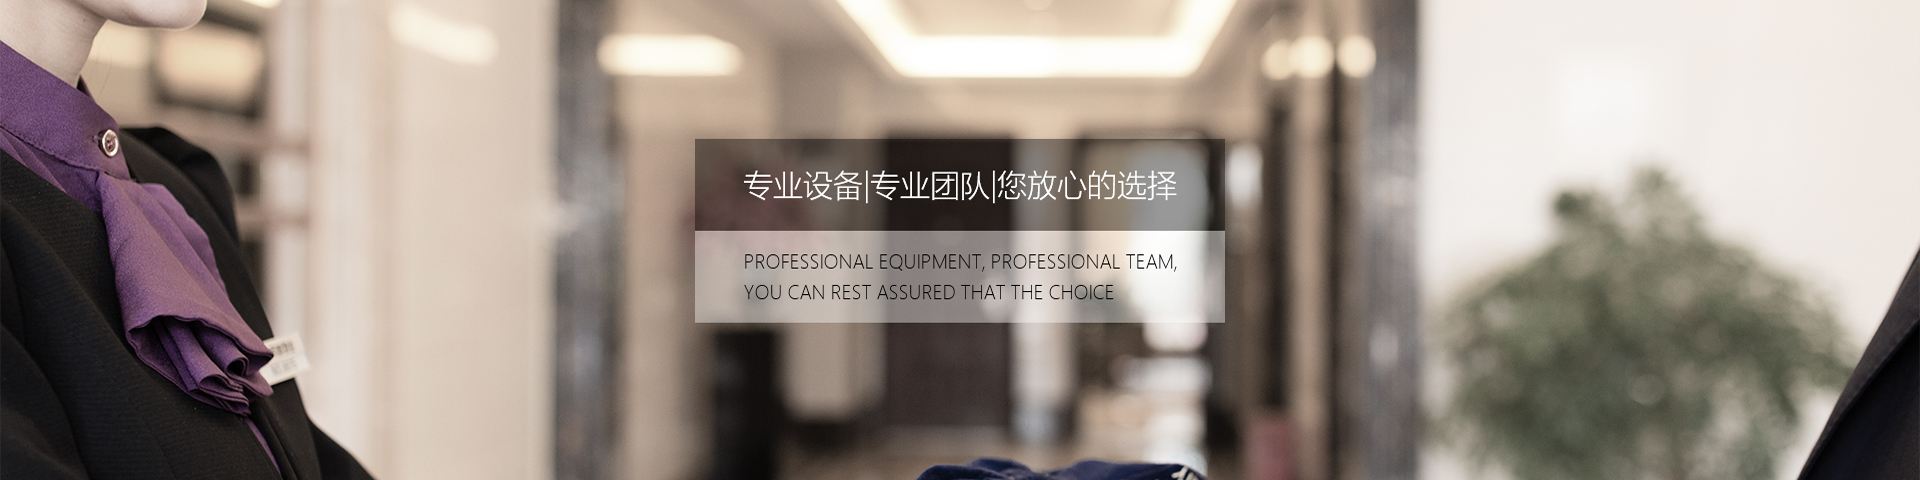 专业设备|专业团队|您放心的选择
PROFESSIONAL EQUIPMENT, PROFESSIONAL TEAM,
YOU CAN REST ASSURED THAT THE CHOICE